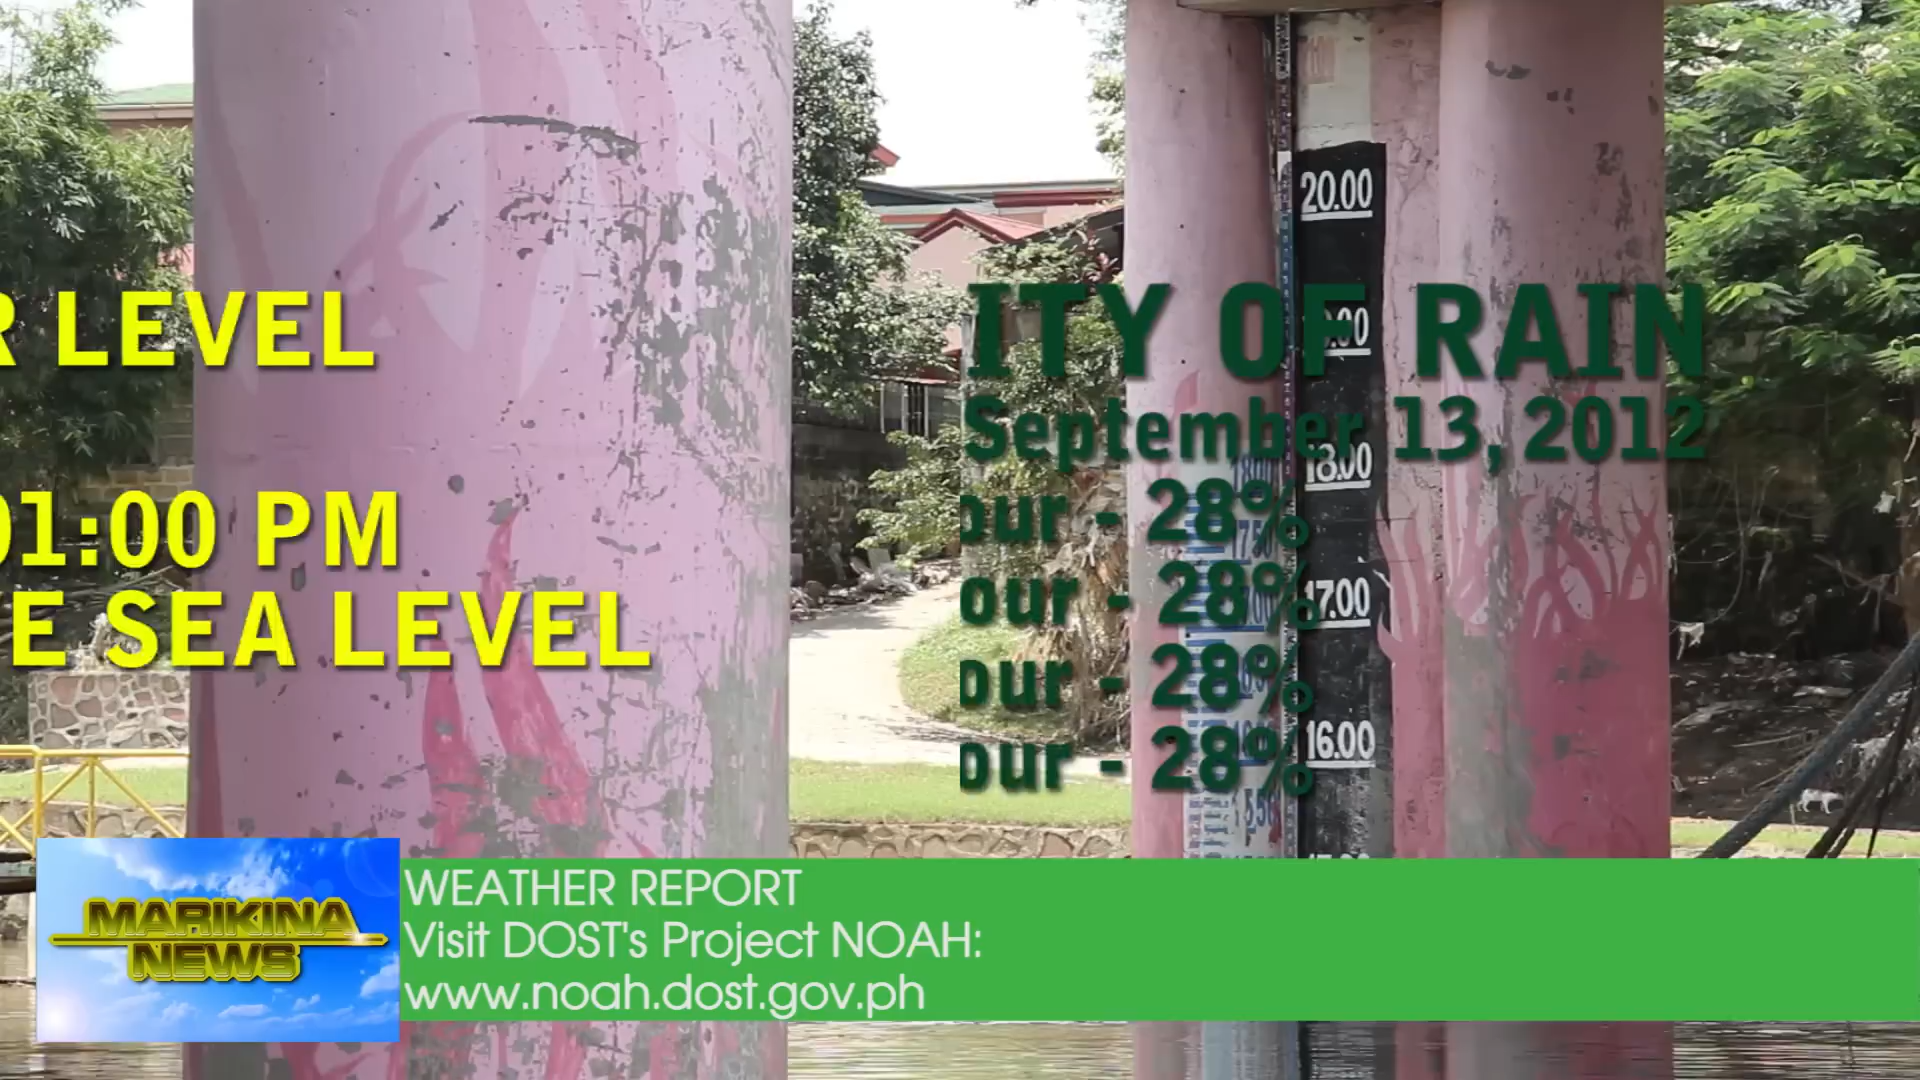 R LEVEL
01:00 PM
E SEA LEVEL
ITY OF RAIN
September 13, 2012
our - 28%
our - 28%
our - 28%
our - 28%
20.00
18.00
17.00
16.00
MARIKINA
NEWS
WEATHER REPORT
Visit DOST's Project NOAH:
www.noah.dost.gov.ph